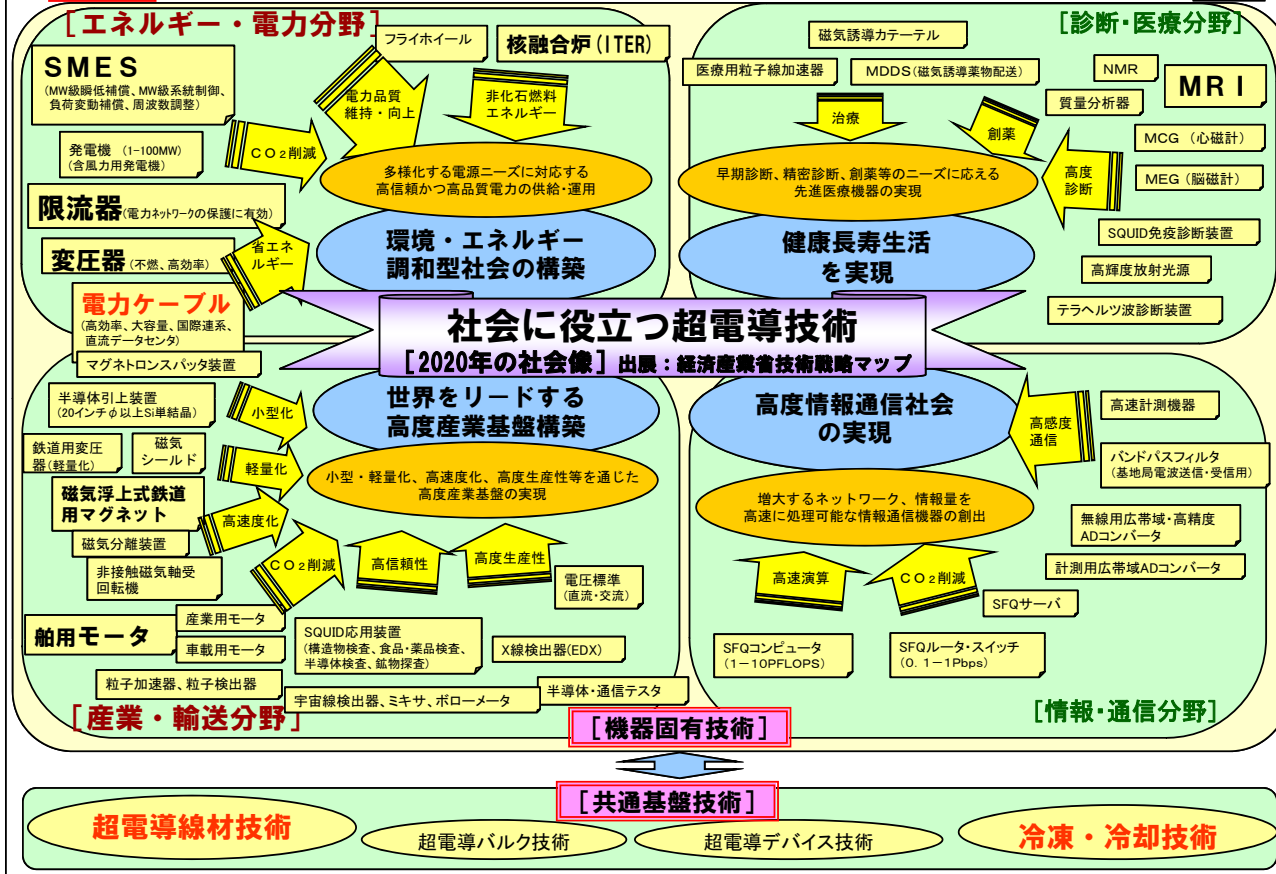 [エネルギー・電力分野]
フライホイール
核融合炉(ITER)
SMES
(MW級瞬低補償、MW級系統制御、
負荷変動補償、周波数調整)
電力品質
維持・向上
非化石燃料
エネルギー
発電機 (1-100MW)
(含風力用発電機)
CO2削減
多様化する電源ニーズに対応する
高信頼かつ高品質電力の供給・運用
限流器(電力ネットワークの保護に有効)
変圧器(不燃、高効率)
省エネ
ルギー
環境・エネルギー
調和型社会の構築
電力ケーブル
(高効率、大容量、国際連系、
直流データセンタ)
[診断・医療分野]
磁気誘導カテーテル
医療用粒子線加速器
MDDS(磁気誘導薬物配送)
NMR
MRI
質量分析器
治療
創薬
MCG (心磁計)
高度
診断
MEG (脳磁計)
早期診断、精密診断、創薬等のニーズに応える
先進医療機器の実現
SQUID免疫診断装置
健康長寿生活
を実現
高輝度放射光源
テラヘルツ波診断装置
社会に役立つ超電導技術
[2020年の社会像] 出展:経済産業省技術戦略マップ
マグネトロンスパッタ装置
半導体引上装置
(20インチφ以上Si単結晶)
小型化
世界をリードする
高度産業基盤構築
鉄道用変圧
器(軽量化)
磁気
シールド
軽量化
小型・軽量化、高速度化、高度生産性等を通じた
高度産業基盤の実現
磁気浮上式鉄道
用マグネット
高速度化
磁気分離装置
CO2削減
高信頼性
高度生産性
非接触磁気軸受
回転機
電圧標準
(直流・交流)
産業用モータ
舶用モータ
車載用モータ
SQUID応用装置
(構造物検査、食品・薬品検査、
半導体検査、鉱物探査)
X線検出器(EDX)
粒子加速器、粒子検出器
宇宙線検出器、ミキサ、ボローメータ
半導体・通信テスタ
[産業・輸送分野]
高度情報通信社会
の実現
高感度
通信
高速計測機器
バンドパスフィルタ
(基地局電波送信・受信用)
増大するネットワーク、情報量を
高速に処理可能な情報通信機器の創出
無線用広帯域・高精度
ADコンバータ
計測用広帯域ADコンバータ
高速演算
CO2削減
SFQサーバ
SFQコンピュータ
(1-10PFLOPS)
SFQルータ・スイッチ
(0.1-1Pbps)
[情報・通信分野]
[機器固有技術]
[共通基盤技術]
超電導線材技術
超電導バルク技術
超電導デバイス技術
冷凍・冷却技術